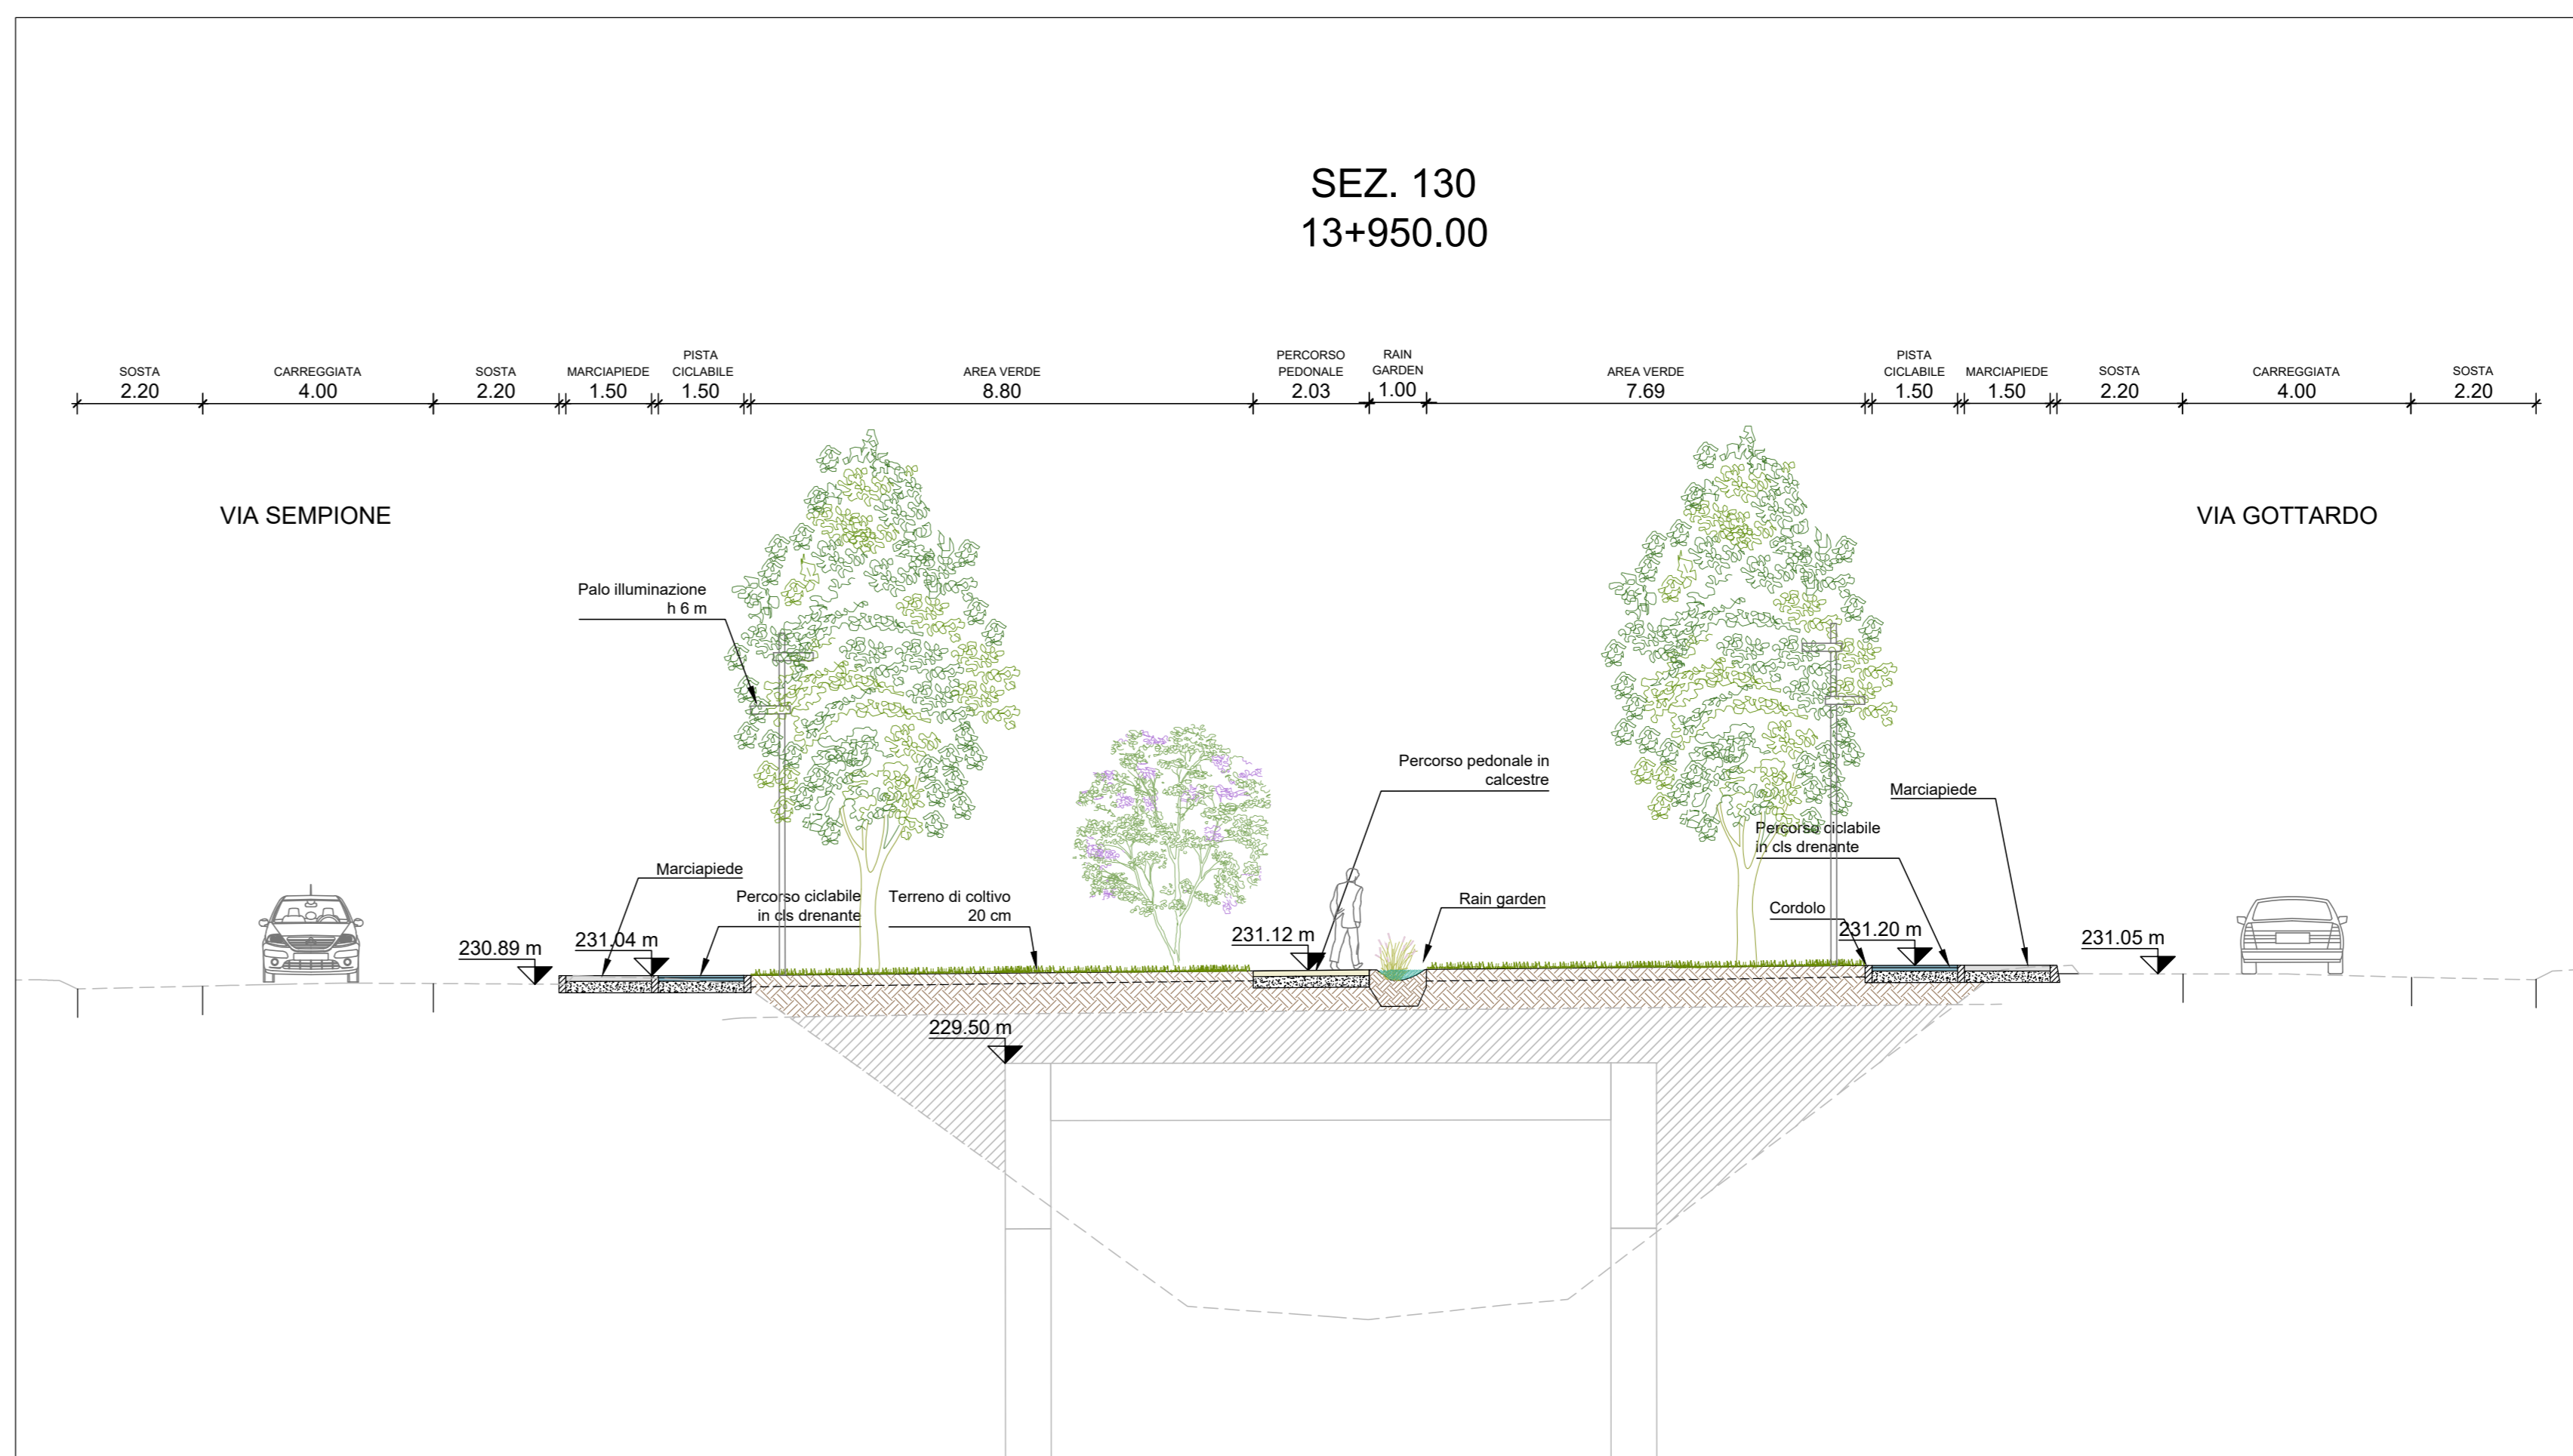 SEZ. 130
13+950.00
SOSTA
2.20
CARREGGIATA
4.00
SOSTA
2.20
MARCIAPIEDE
1.50
PISTA
CICLABILE
1.50
AREA VERDE
8.80
PERCORSO
PEDONALE
2.03
RAIN
GARDEN
1.00
AREA VERDE
7.69
PISTA
CICLABILE
1.50
MARCIAPIEDE
1.50
SOSTA
2.20
CARREGGIATA
4.00
SOSTA
2.20
VIA SEMPIONE
VIA GOTTARDO
Palo illuminazione
h 6 m
Percorso pedonale in
calcestre
Marciapiede
Percorso ciclabile
in cls drenante
Marciapiede
Percorso ciclabile
in cls drenante
Terreno di coltivo
20 cm
Rain garden
Cordolo
230.89 m
231.04 m
231.12 m
231.20 m
231.05 m
229.50 m